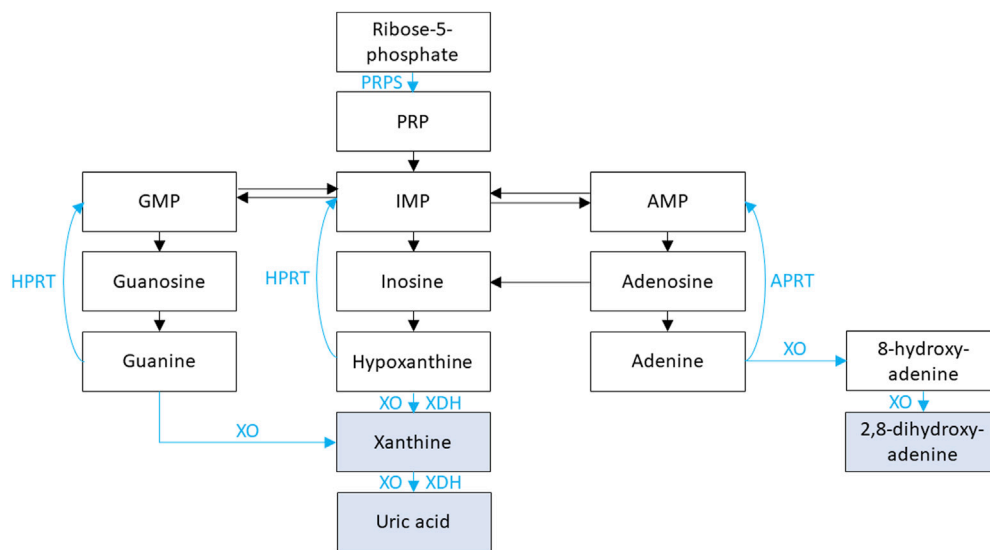 Ribose-5-
phosphate
PRPS
PRP
GMP
IMP
AMP
HPRT
Guanosine
HPRT
Inosine
Adenosine
APRT
Guanine
Hypoxanthine
Adenine
XO
8-hydroxy-
adenine
XO XDH
XO
XO
Xanthine
2,8-dihydroxy-
adenine
XO XDH
Uric acid